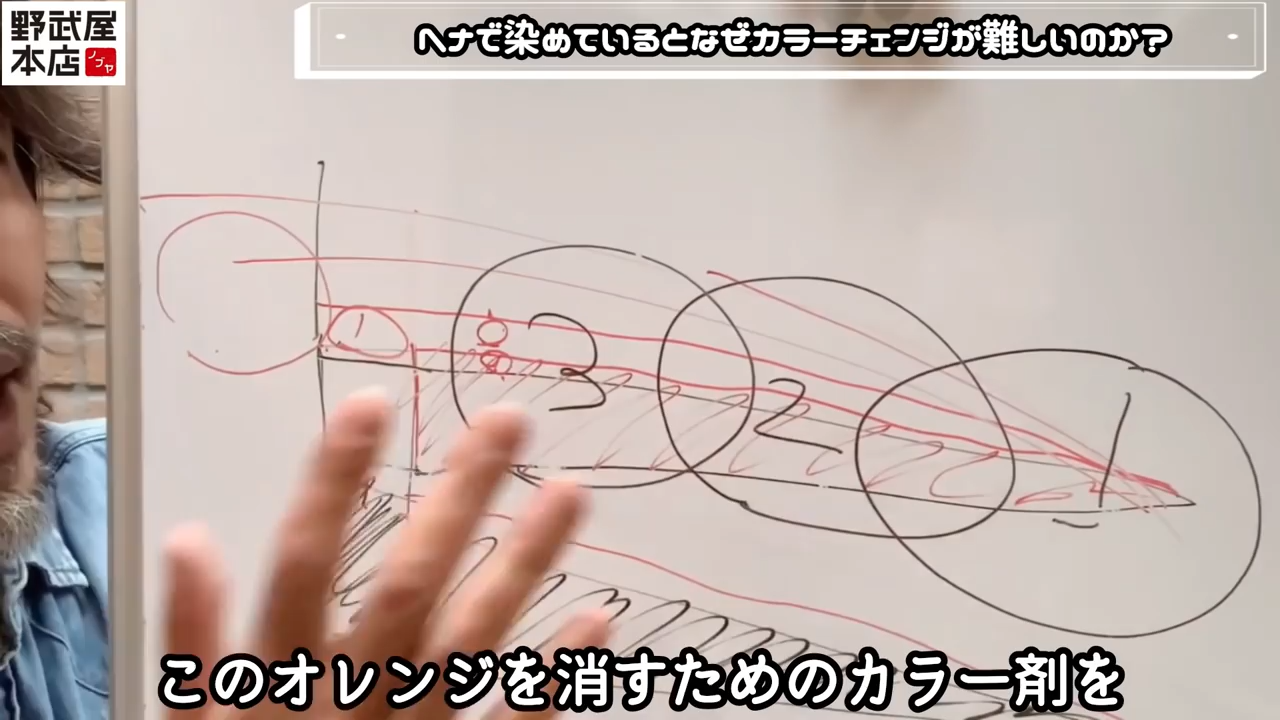 野武屋
本店
ノブヤ
ヘナで染めているとなぜカラーチェンジが難しいのか？
1
3
2
1
このオレンジを消すためのカラー剤を